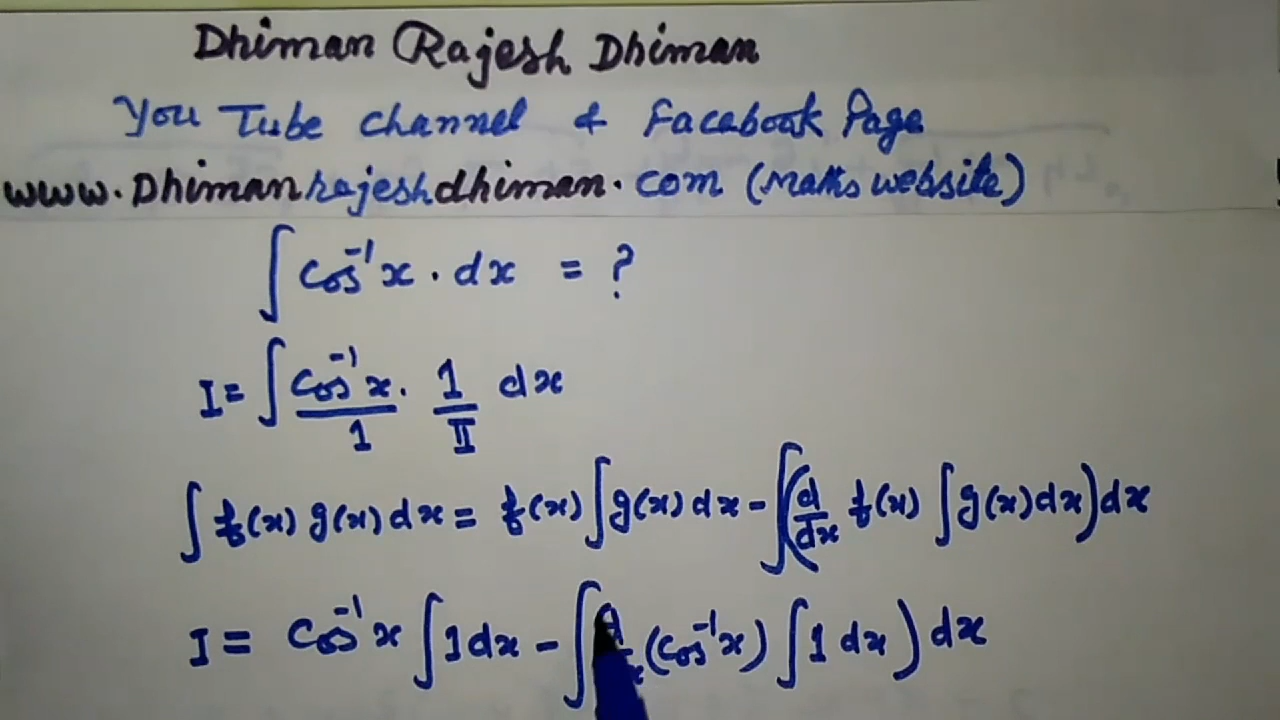 Dhiman Rajesh Dhiman
You Tube channel & Facebook Page
www.Dhimanrajeshdhiman.com (Maths website)
∫ Cos⁻¹x . dx = ?
I = ∫ Cos⁻¹x/1 . 1/II dx
∫ f(x) g(x) dx = f(x) ∫ g(x) dx - ∫ (d/dx f(x) ∫ g(x) dx) dx
I = Cos⁻¹x ∫ 1 dx - ∫ (Cos⁻¹x) ∫ 1 dx) dx